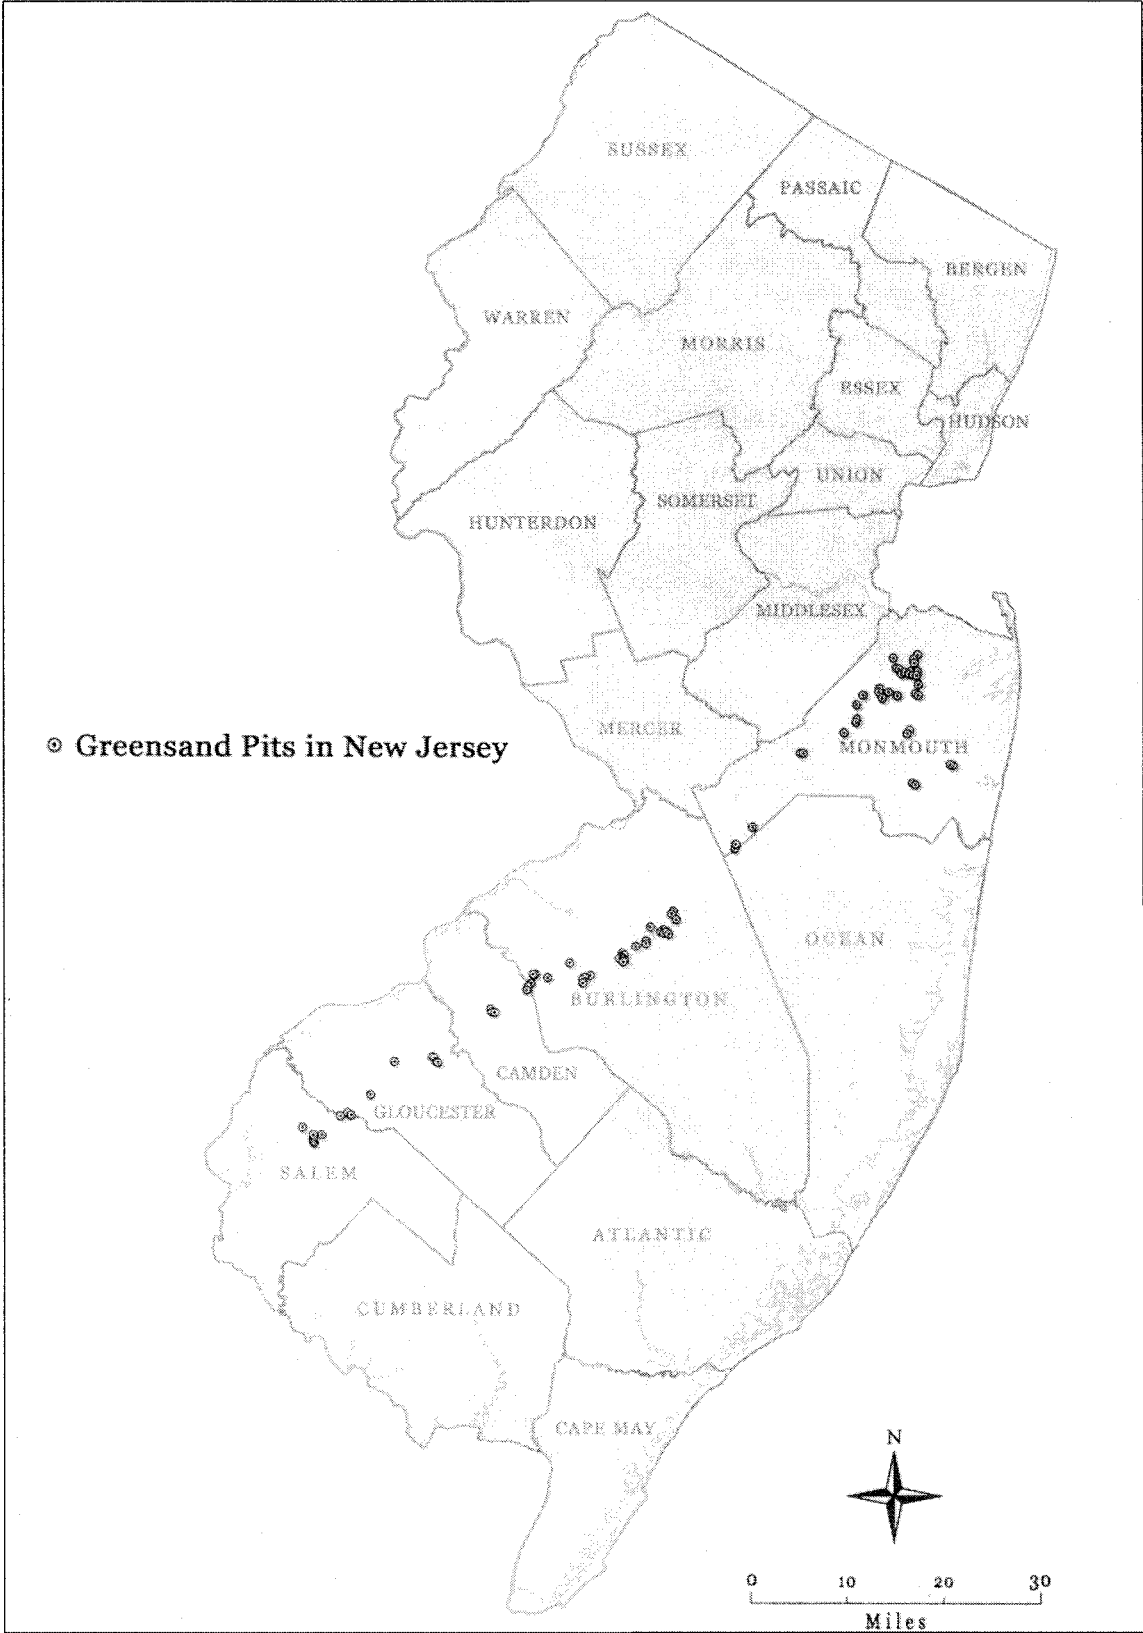 SUSSEX
PASSAIC
BERGEN
WARREN
MORRIS
ESSEX
HUDSON
UNION
SOMERSET
HUNTERDON
MIDDLESEX
MERCER
Greensand Pits in New Jersey
MONMOUTH
OCEAN
BURLINGTON
CAMDEN
GLOUCESTER
SALEM
ATLANTIC
CUMBERLAND
CAPE MAY
N
0 10 20 30
Miles